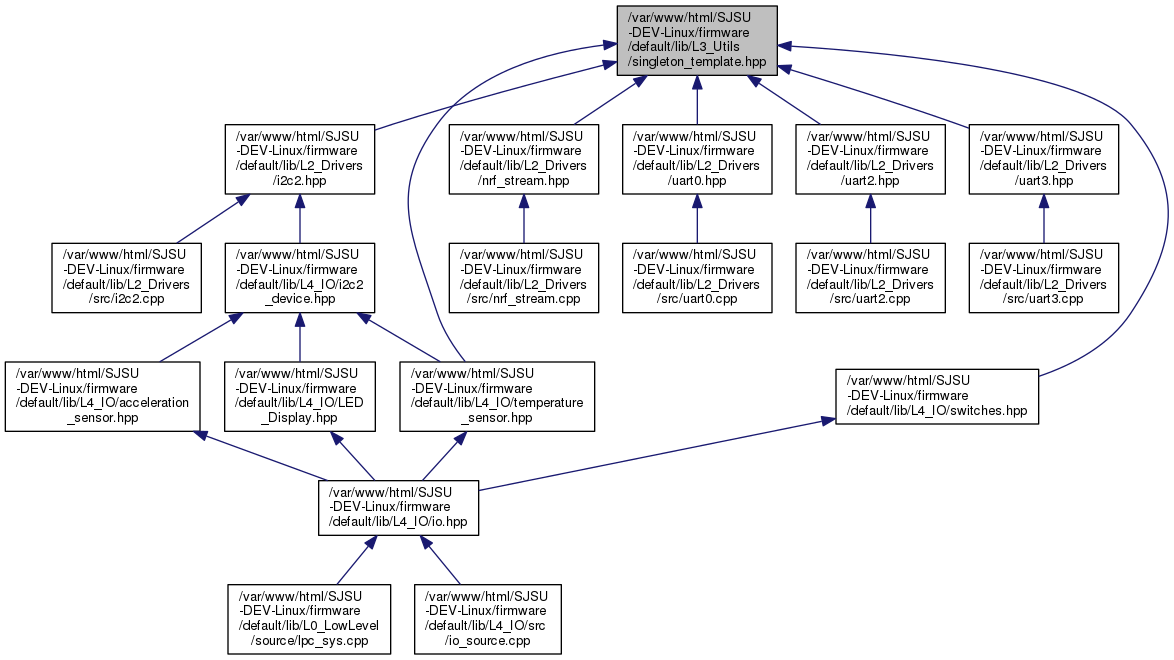 /var/www/html/SJSU
-DEV-Linux/firmware
/default/lib/L3_Utils
/singleton_template.hpp
/var/www/html/SJSU
-DEV-Linux/firmware
/default/lib/L2_Drivers
/i2c2.hpp
/var/www/html/SJSU
-DEV-Linux/firmware
/default/lib/L2_Drivers
/nrf_stream.hpp
/var/www/html/SJSU
-DEV-Linux/firmware
/default/lib/L2_Drivers
/uart0.hpp
/var/www/html/SJSU
-DEV-Linux/firmware
/default/lib/L2_Drivers
/uart2.hpp
/var/www/html/SJSU
-DEV-Linux/firmware
/default/lib/L2_Drivers
/uart3.hpp
/var/www/html/SJSU
-DEV-Linux/firmware
/default/lib/L2_Drivers
/src/i2c2.cpp
/var/www/html/SJSU
-DEV-Linux/firmware
/default/lib/L4_IO/i2c2
_device.hpp
/var/www/html/SJSU
-DEV-Linux/firmware
/default/lib/L2_Drivers
/src/nrf_stream.cpp
/var/www/html/SJSU
-DEV-Linux/firmware
/default/lib/L2_Drivers
/src/uart0.cpp
/var/www/html/SJSU
-DEV-Linux/firmware
/default/lib/L2_Drivers
/src/uart2.cpp
/var/www/html/SJSU
-DEV-Linux/firmware
/default/lib/L2_Drivers
/src/uart3.cpp
/var/www/html/SJSU
-DEV-Linux/firmware
/default/lib/L4_IO/acceleration
_sensor.hpp
/var/www/html/SJSU
-DEV-Linux/firmware
/default/lib/L4_IO/LED
_Display.hpp
/var/www/html/SJSU
-DEV-Linux/firmware
/default/lib/L4_IO/temperature
_sensor.hpp
/var/www/html/SJSU
-DEV-Linux/firmware
/default/lib/L4_IO/switches.hpp
/var/www/html/SJSU
-DEV-Linux/firmware
/default/lib/L4_IO/io.hpp
/var/www/html/SJSU
-DEV-Linux/firmware
/default/lib/L0_LowLevel
/source/lpc_sys.cpp
/var/www/html/SJSU
-DEV-Linux/firmware
/default/lib/L4_IO/src
/io_source.cpp